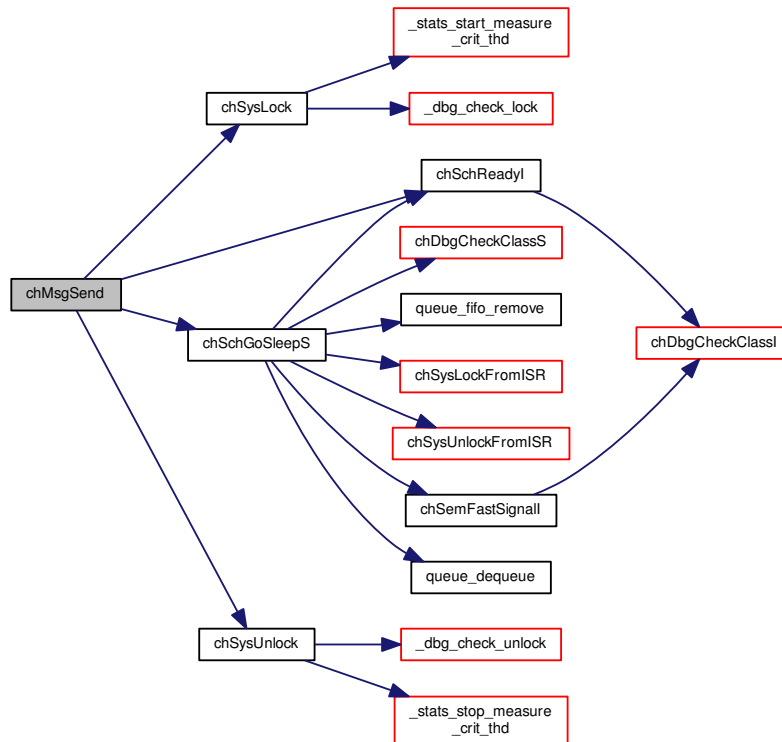 _stats_start_measure
_crit_thd
chSysLock
_dbg_check_lock
chSchReadyI
chDbgCheckClassS
chMsgSend
queue_fifo_remove
chSchGoSleepS
chDbgCheckClassI
chSysLockFromISR
chSysUnlockFromISR
chSemFastSignalI
queue_dequeue
chSysUnlock
_dbg_check_unlock
_stats_stop_measure
_crit_thd